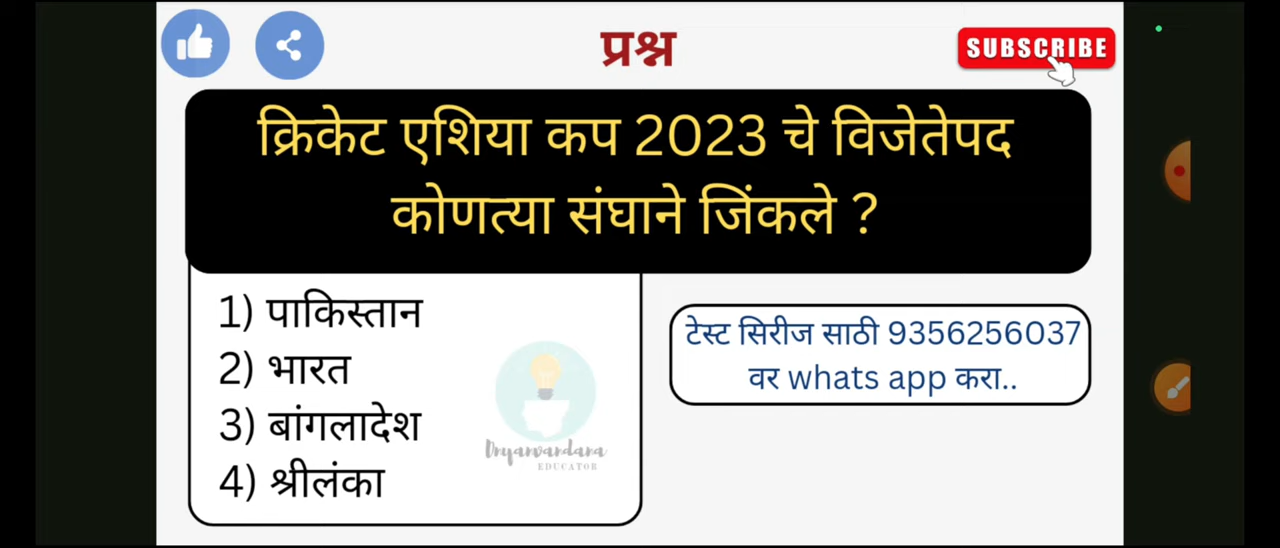 प्रश्न
SUBSCRIBE
क्रिकेट एशिया कप 2023 चे विजेतेपद
कोणत्या संघाने जिंकले ?
1) पाकिस्तान
2) भारत
3) बांगलादेश
4) श्रीलंका
टेस्ट सिरीज साठी 9356256037
वर whats app करा..
Dnyanvandana
EDUCATOR